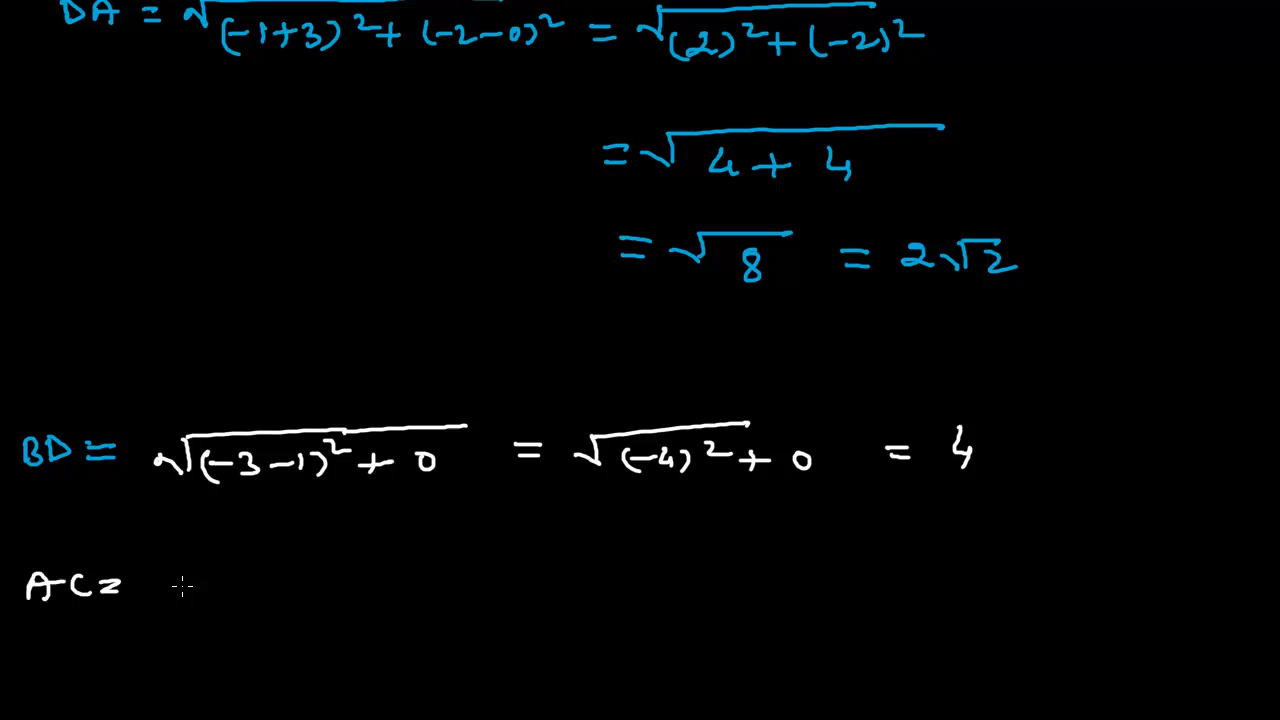 DA = √(-1+3)² + (-2-0)² = √(2)² + (-2)²
= √4 + 4
= √8 = 2√2
BD = √(-3-1)² + 0 = √(-4)² + 0 = 4
AC =